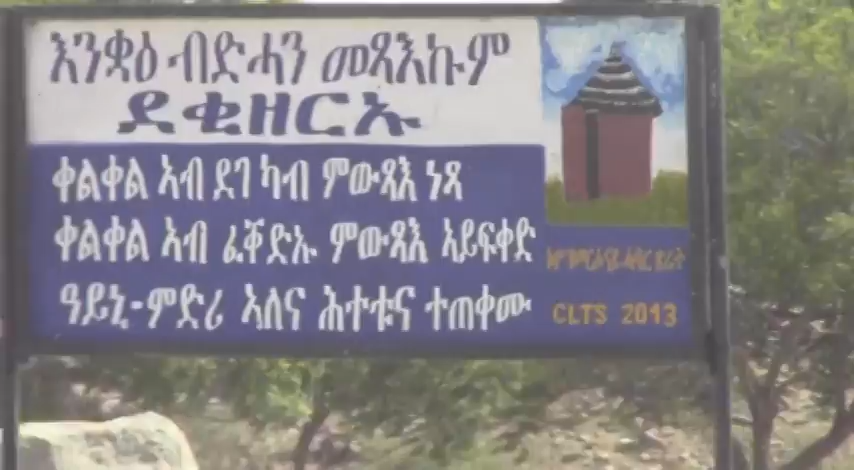 እንቋዕ ብድሓን መጻእኩም
ደቂዘርኡ
ቀልቀል ኣብ ደገ ካብ ምውጻእ ነጻ
ቀልቀል ኣብ ፈቐድኡ ምውጻእ ኣይፍቀድ
ዓይኒ-ምድሪ ኣለና ሕተቱና ተጠቀሙ
CLTS 2013